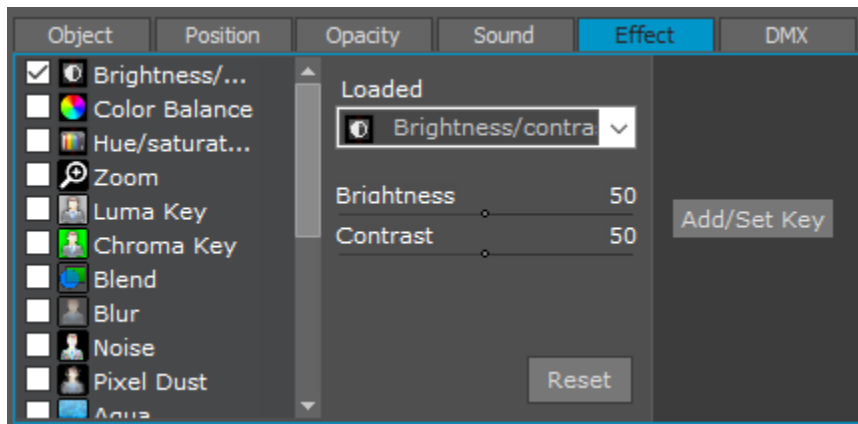 Object Position Opacity Sound Effect DMX
Brightness/...
Color Balance
Hue/saturat...
Zoom
Luma Key
Chroma Key
Blend
Blur
Noise
Pixel Dust
Aqua
Loaded
Brightness/contra
Brightness 50
Contrast 50
Reset
Add/Set Key